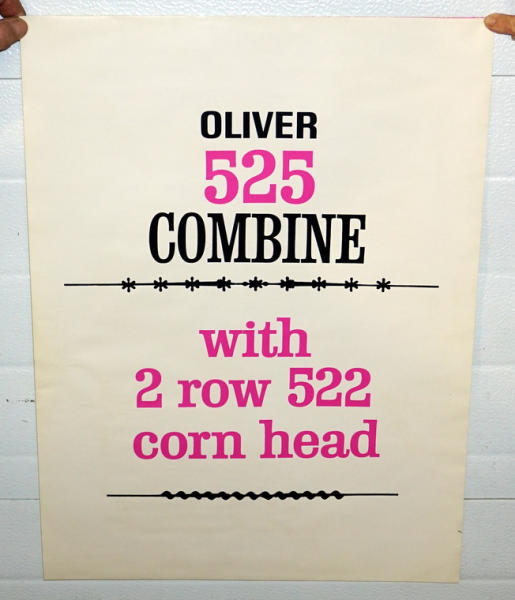 OLIVER
525
COMBINE
with
2 row 522
corn head